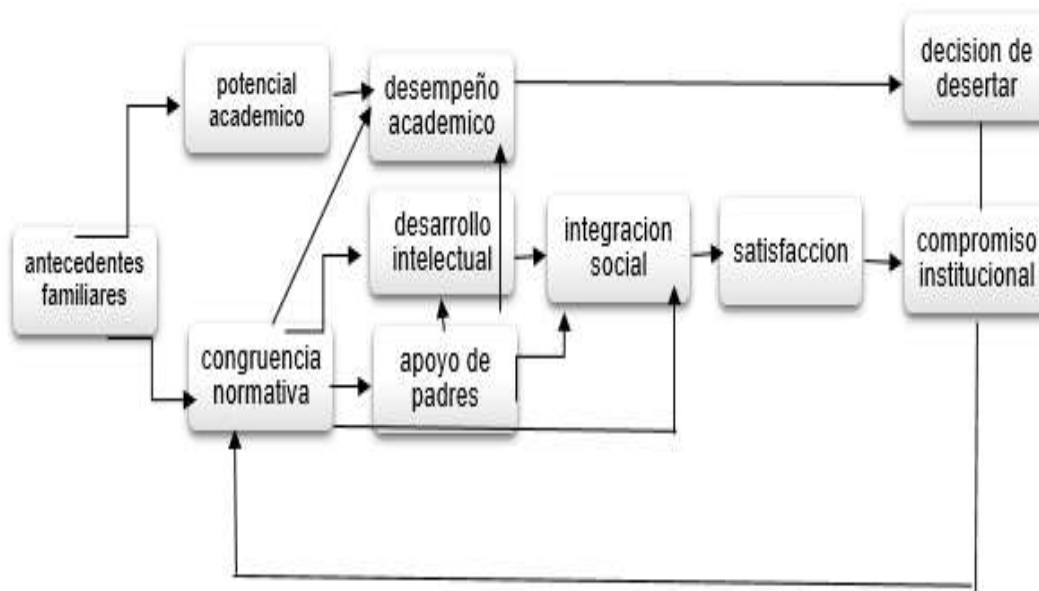 potencial
academico
desempeño
academico
decision de
desertar
antecedentes
familiares
desarrollo
intelectual
integracion
social
satisfaccion
compromiso
institucional
congruencia
normativa
apoyo de
padres